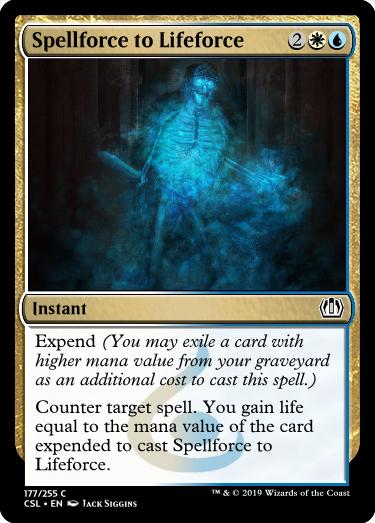 Spellforce to Lifeforce 2
Instant
Expend (You may exile a card with
higher mana value from your graveyard
as an additional cost to cast this spell.)
Counter target spell. You gain life
equal to the mana value of the card
expended to cast Spellforce to
Lifeforce.
177/255 C
CSL • EN Jack Siggins
™ & © 2019 Wizards of the Coast